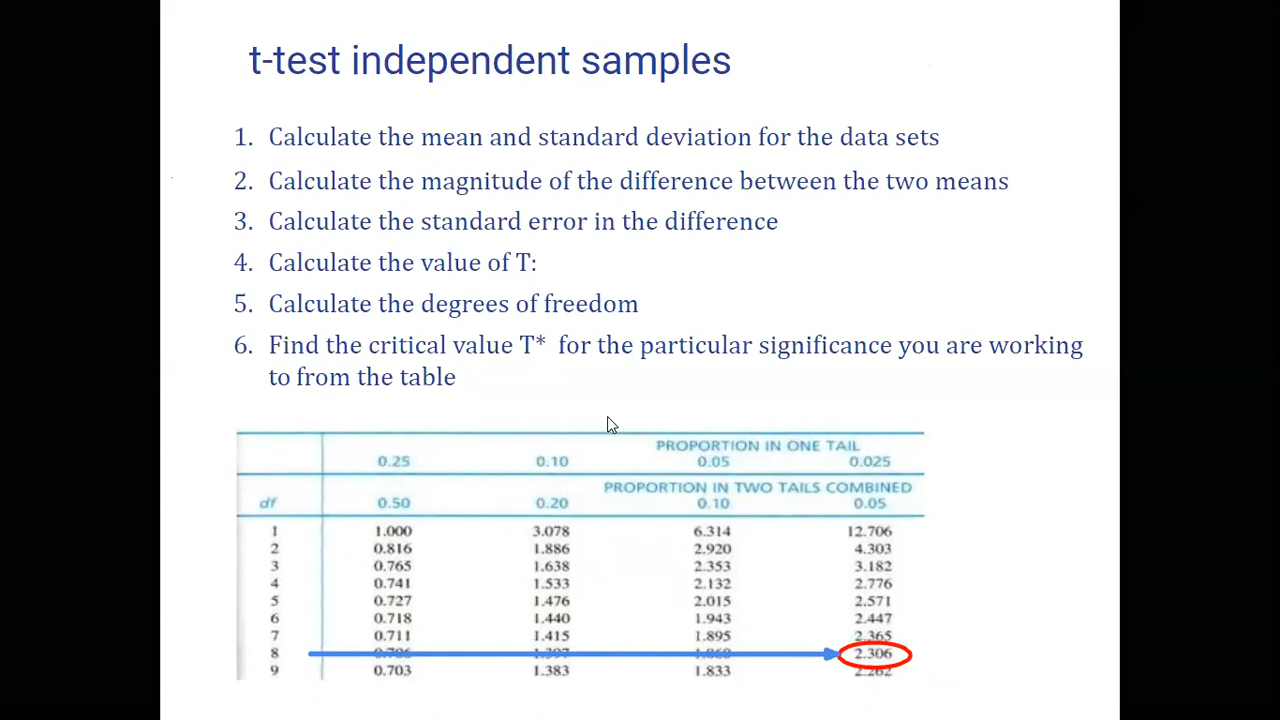 t-test independent samples
1. Calculate the mean and standard deviation for the data sets
2. Calculate the magnitude of the difference between the two means
3. Calculate the standard error in the difference
4. Calculate the value of T:
5. Calculate the degrees of freedom
6. Find the critical value T* for the particular significance you are working
to from the table
PROPORTION IN ONE TAIL
0.25 0.10 0.05 0.025
PROPORTION IN TWO TAILS COMBINED
df 0.50 0.20 0.10 0.05
1 1.000 3.078 6.314 12.706
2 0.816 1.886 2.920 4.303
3 0.765 1.638 2.353 3.182
4 0.741 1.533 2.132 2.776
5 0.727 1.476 2.015 2.571
6 0.718 1.440 1.943 2.447
7 0.711 1.415 1.895 2.365
8 2.306
9 0.703 1.383 1.833 2.262